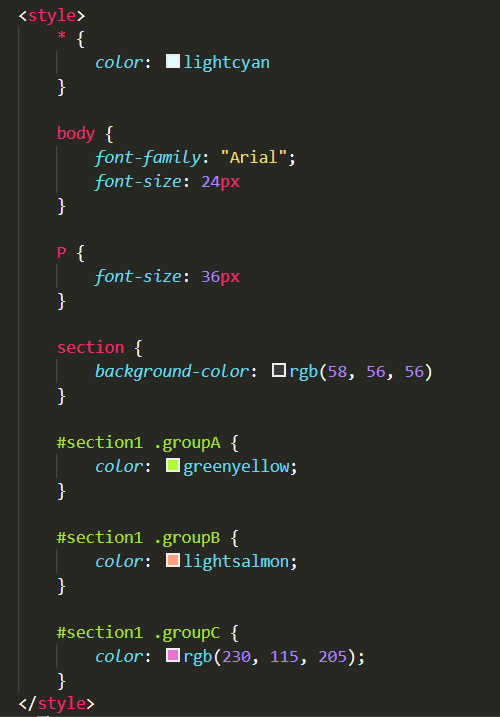 <style>
* {
color: lightcyan
}
body {
font-family: "Arial";
font-size: 24px
}
P {
font-size: 36px
}
section {
background-color: rgb(58, 56, 56)
}
#section1 .groupA {
color: greenyellow;
}
#section1 .groupB {
color: lightsalmon;
}
#section1 .groupC {
color: rgb(230, 115, 205);
}
</style>